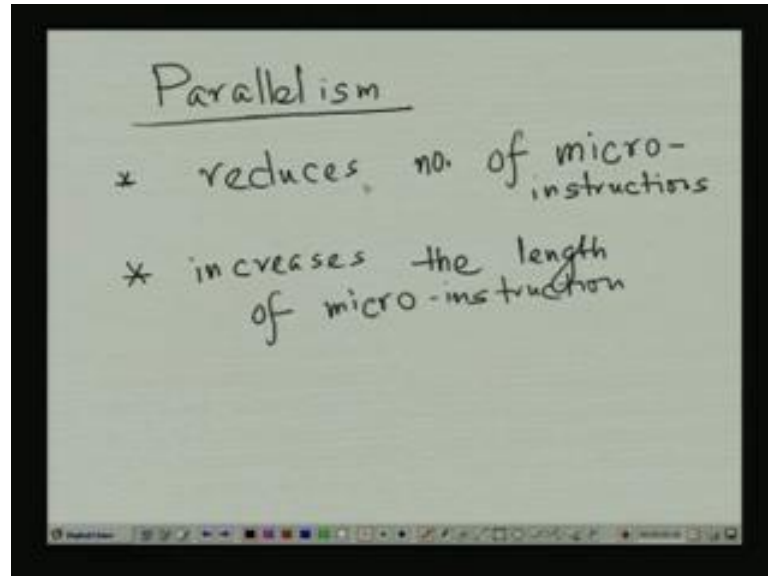 Parallelism
* reduces no. of micro-
instructions
* increases the length
of micro-instruction